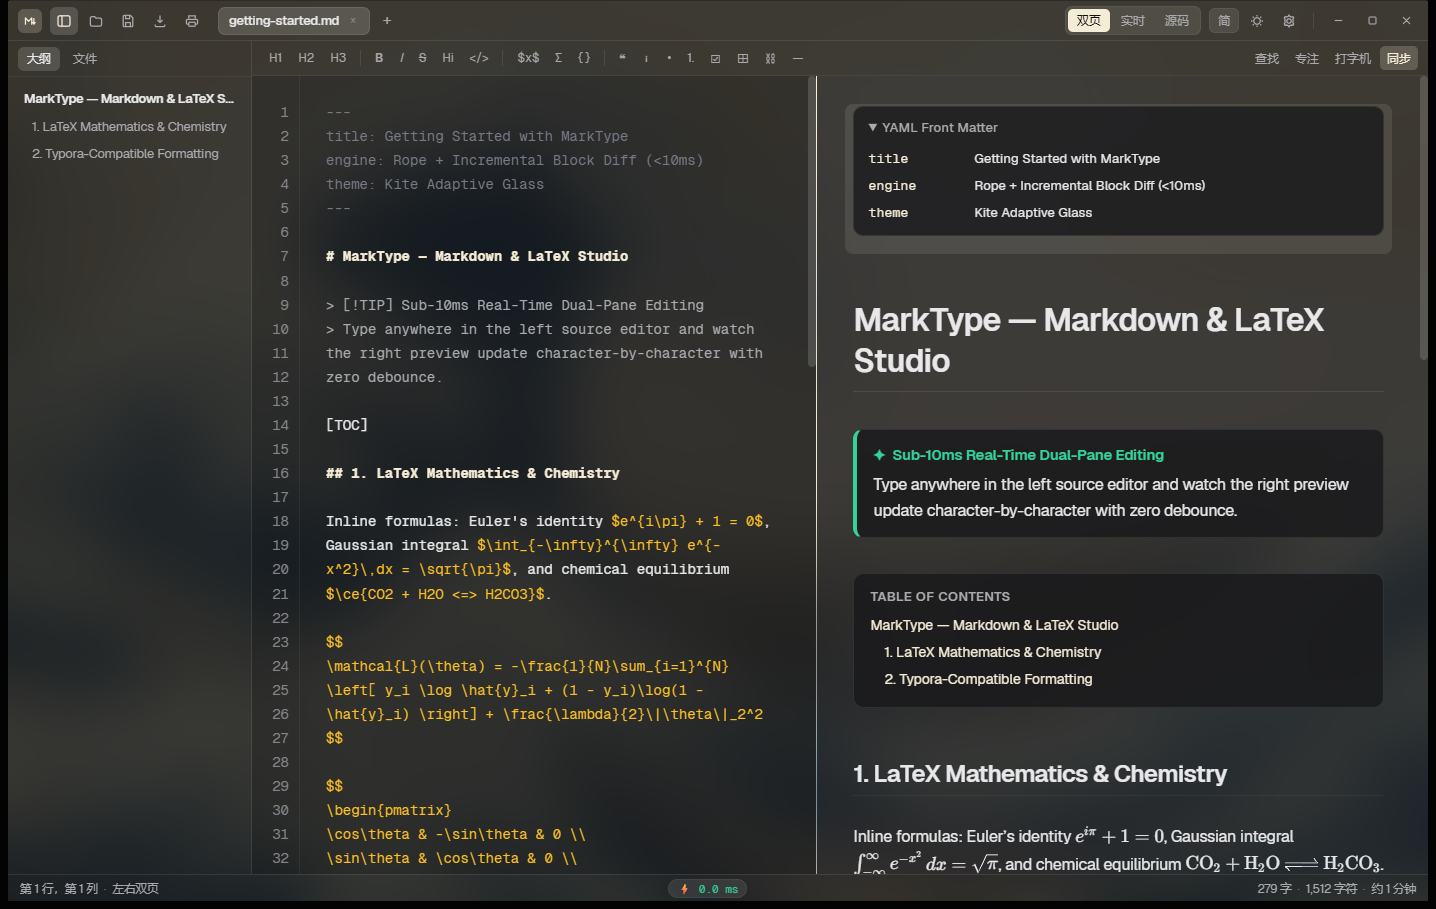 M↓ getting-started.md × + 双页 实时 源码 简
大纲 文件 H1 H2 H3 B I S Hi </> $x$ Σ {} ❝ i • 1. 查找 专注 打字机 同步
MarkType — Markdown & LaTeX S...
1. LaTeX Mathematics & Chemistry
2. Typora-Compatible Formatting
1 ---
2 title: Getting Started with MarkType
3 engine: Rope + Incremental Block Diff (<10ms)
4 theme: Kite Adaptive Glass
5 ---
6
7 # MarkType — Markdown & LaTeX Studio
8
9 > [!TIP] Sub-10ms Real-Time Dual-Pane Editing
10 > Type anywhere in the left source editor and watch
11 the right preview update character-by-character with
12 zero debounce.
13
14 [TOC]
15
16 ## 1. LaTeX Mathematics & Chemistry
17
18 Inline formulas: Euler's identity $e^{i\pi} + 1 = 0$,
19 Gaussian integral $\int_{-\infty}^{\infty} e^{-
20 x^2}\,dx = \sqrt{\pi}$, and chemical equilibrium
21 $\ce{CO2 + H2O <=> H2CO3}$.
22
23 $$
24 \mathcal{L}(\theta) = -\frac{1}{N}\sum_{i=1}^{N}
25 \left[ y_i \log \hat{y}_i + (1 - y_i)\log(1 -
26 \hat{y}_i) \right] + \frac{\lambda}{2}\|\theta\|_2^2
27 $$
28
29 $$
30 \begin{pmatrix}
31 \cos\theta & -\sin\theta & 0 \\
32 \sin\theta & \cos\theta & 0 \\
▼ YAML Front Matter
title Getting Started with MarkType
engine Rope + Incremental Block Diff (<10ms)
theme Kite Adaptive Glass
MarkType — Markdown & LaTeX
Studio
✦ Sub-10ms Real-Time Dual-Pane Editing
Type anywhere in the left source editor and watch the right preview
update character-by-character with zero debounce.
TABLE OF CONTENTS
MarkType — Markdown & LaTeX Studio
1. LaTeX Mathematics & Chemistry
2. Typora-Compatible Formatting
1. LaTeX Mathematics & Chemistry
Inline formulas: Euler's identity e^{iπ} + 1 = 0, Gaussian integral
∫_{-∞}^{∞} e^{-x^2} dx = √π, and chemical equilibrium CO₂ + H₂O ⇌ H₂CO₃.
第 1 行, 第 1 列 · 左右双页 0.0 ms 279 字 · 1,512 字符 · 约 1 分钟